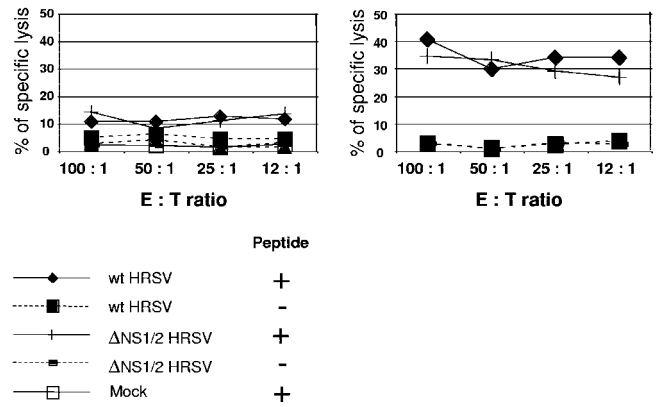 % of specific lysis
50
40
30
20
10
0
100 : 1 50 : 1 25 : 1 12 : 1
E : T ratio
% of specific lysis
50
40
30
20
10
0
100 : 1 50 : 1 25 : 1 12 : 1
E : T ratio
Peptide
wt HRSV +
wt HRSV -
ΔNS1/2 HRSV +
ΔNS1/2 HRSV -
Mock +